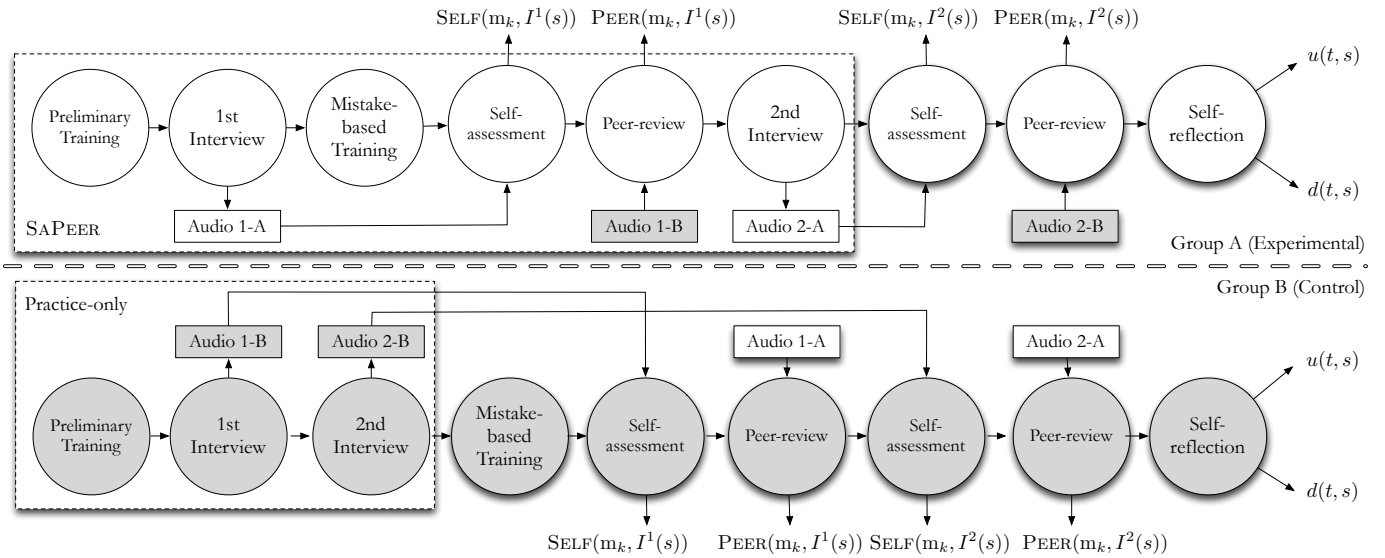 SELF(m_k, I^1(s)) PEER(m_k, I^1(s)) SELF(m_k, I^2(s)) PEER(m_k, I^2(s))
u(t, s)
Preliminary
Training
1st
Interview
Mistake-
based
Training
Self-
assessment
Peer-review
2nd
Interview
Self-
assessment
Peer-review
Self-
reflection
d(t, s)
SAPEER
Audio 1-A
Audio 1-B
Audio 2-A
Audio 2-B
Group A (Experimental)
Group B (Control)
Practice-only
Audio 1-B
Audio 2-B
Audio 1-A
Audio 2-A
u(t, s)
Preliminary
Training
1st
Interview
2nd
Interview
Mistake-
based
Training
Self-
assessment
Peer-review
Self-
assessment
Peer-review
Self-
reflection
d(t, s)
SELF(m_k, I^1(s)) PEER(m_k, I^1(s)) SELF(m_k, I^2(s)) PEER(m_k, I^2(s))